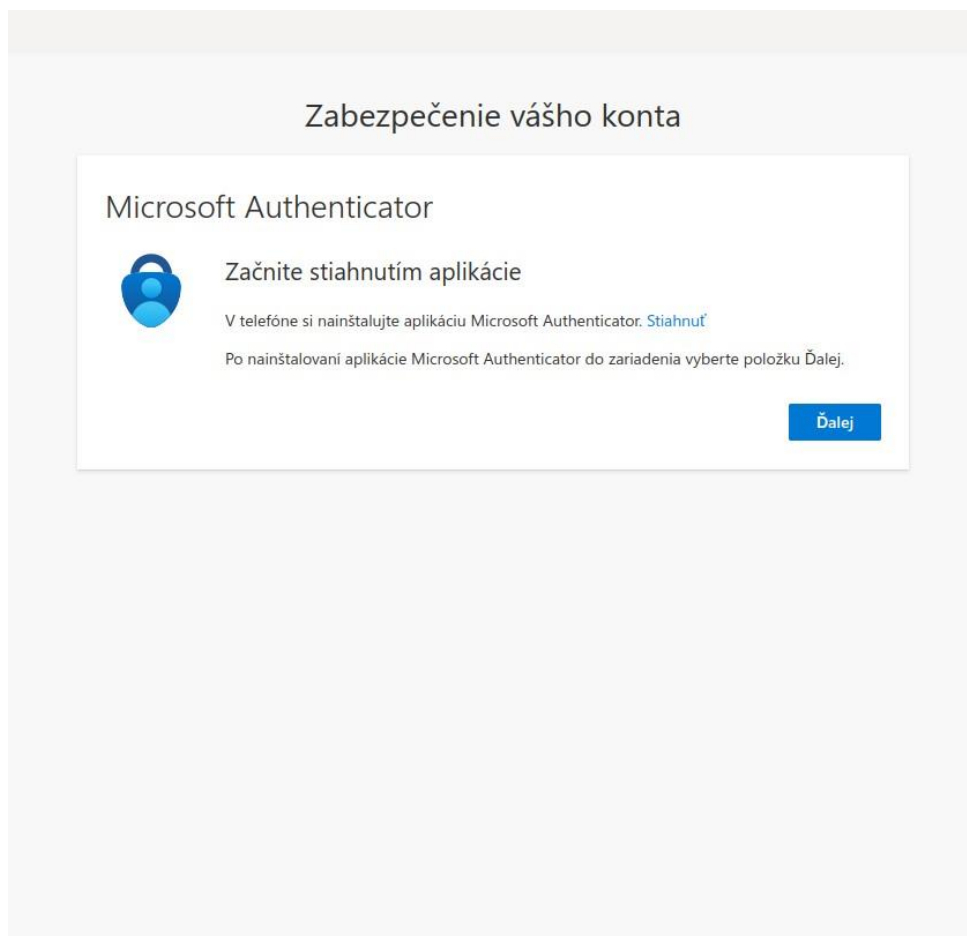 Zabezpečenie vášho konta
Microsoft Authenticator
Začnite stiahnutím aplikácie
V telefóne si nainštalujte aplikáciu Microsoft Authenticator. Stiahnuť
Po nainštalovaní aplikácie Microsoft Authenticator do zariadenia vyberte položku Ďalej.
Ďalej